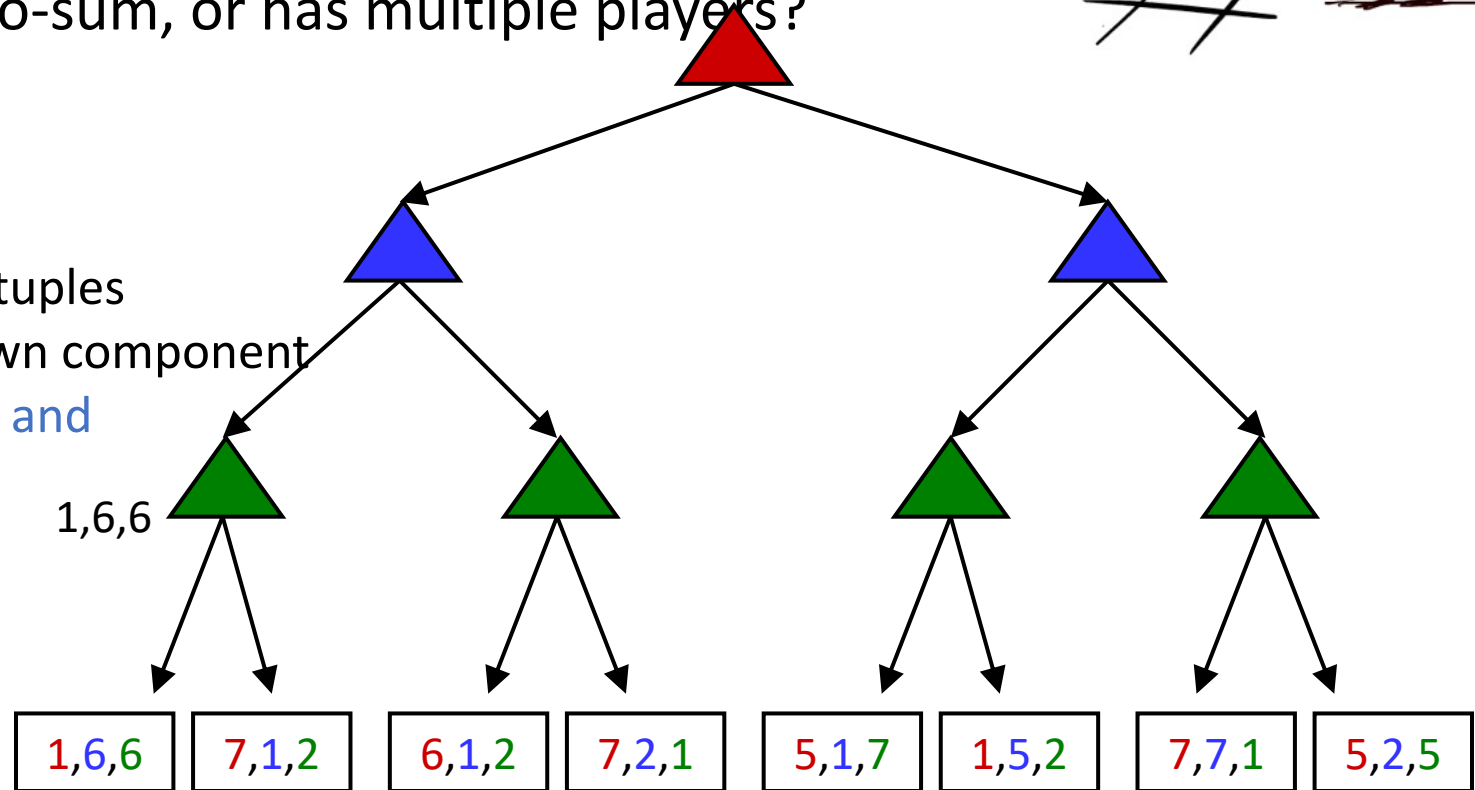 o-sum, or has multiple players?
tuples
wn component
and
1,6,6
1,6,6 7,1,2 6,1,2 7,2,1 5,1,7 1,5,2 7,7,1 5,2,5